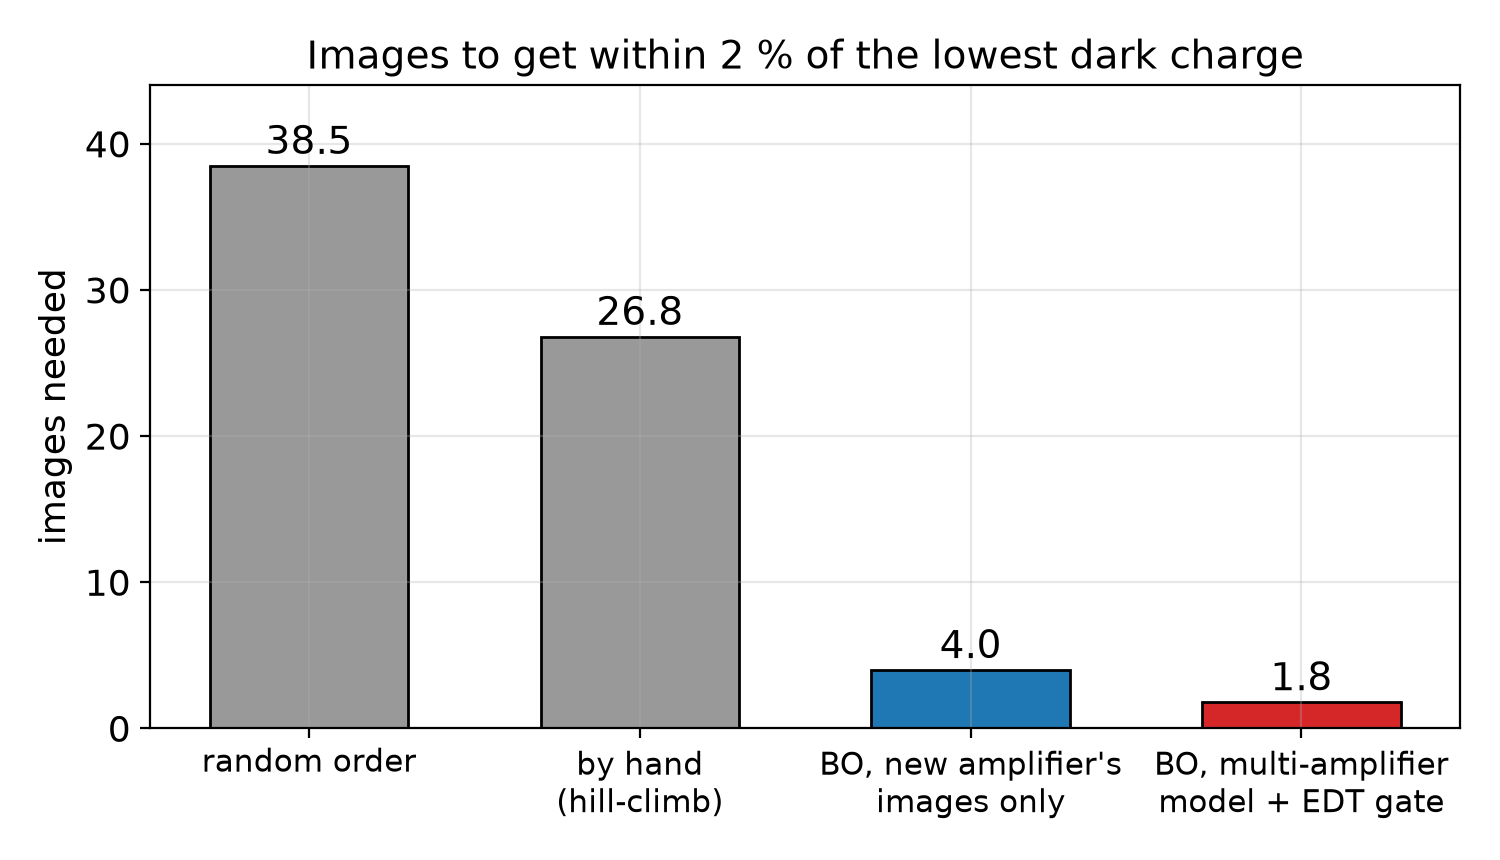 Images to get within 2 % of the lowest dark charge
images needed
40
30
20
10
0
38.5
26.8
4.0
1.8
random order
by hand
(hill-climb)
BO, new amplifier's
images only
BO, multi-amplifier
model + EDT gate